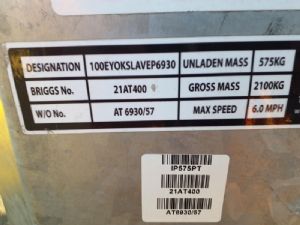 DESIGNATION 100EYOKSLAVEP6930 UNLADEN MASS 575KG
BRIGGS No. 21AT400 GROSS MASS 2100KG
W/O No. AT 6930/57 MAX SPEED 6.0 MPH
IP575PT
21AT400
AT6930/57